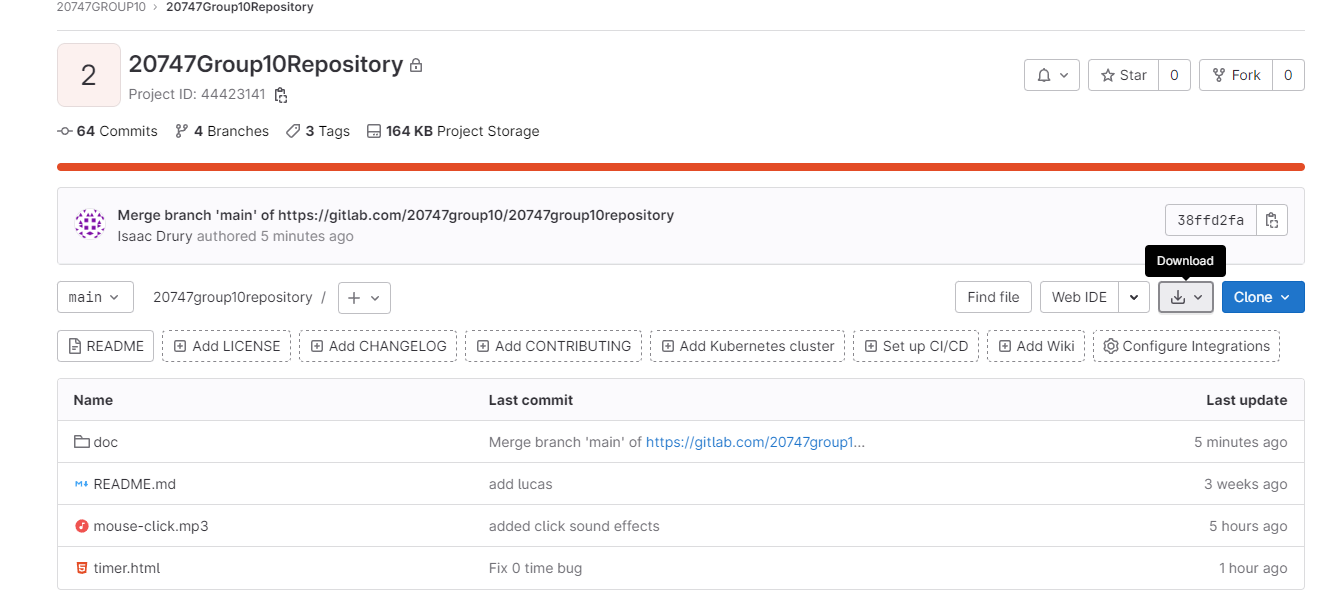 20747GROUP10 › 20747Group10Repository
2
20747Group10Repository
Project ID: 44423141
Star 0 Fork 0
64 Commits 4 Branches 3 Tags 164 KB Project Storage
Merge branch 'main' of https://gitlab.com/20747group10/20747group10repository
Isaac Drury authored 5 minutes ago
38ffd2fa
Download
main 20747group10repository / +
Find file Web IDE Clone
README Add LICENSE Add CHANGELOG Add CONTRIBUTING Add Kubernetes cluster Set up CI/CD Add Wiki Configure Integrations
Name Last commit Last update
doc Merge branch 'main' of https://gitlab.com/20747group1... 5 minutes ago
README.md add lucas 3 weeks ago
mouse-click.mp3 added click sound effects 5 hours ago
timer.html Fix 0 time bug 1 hour ago